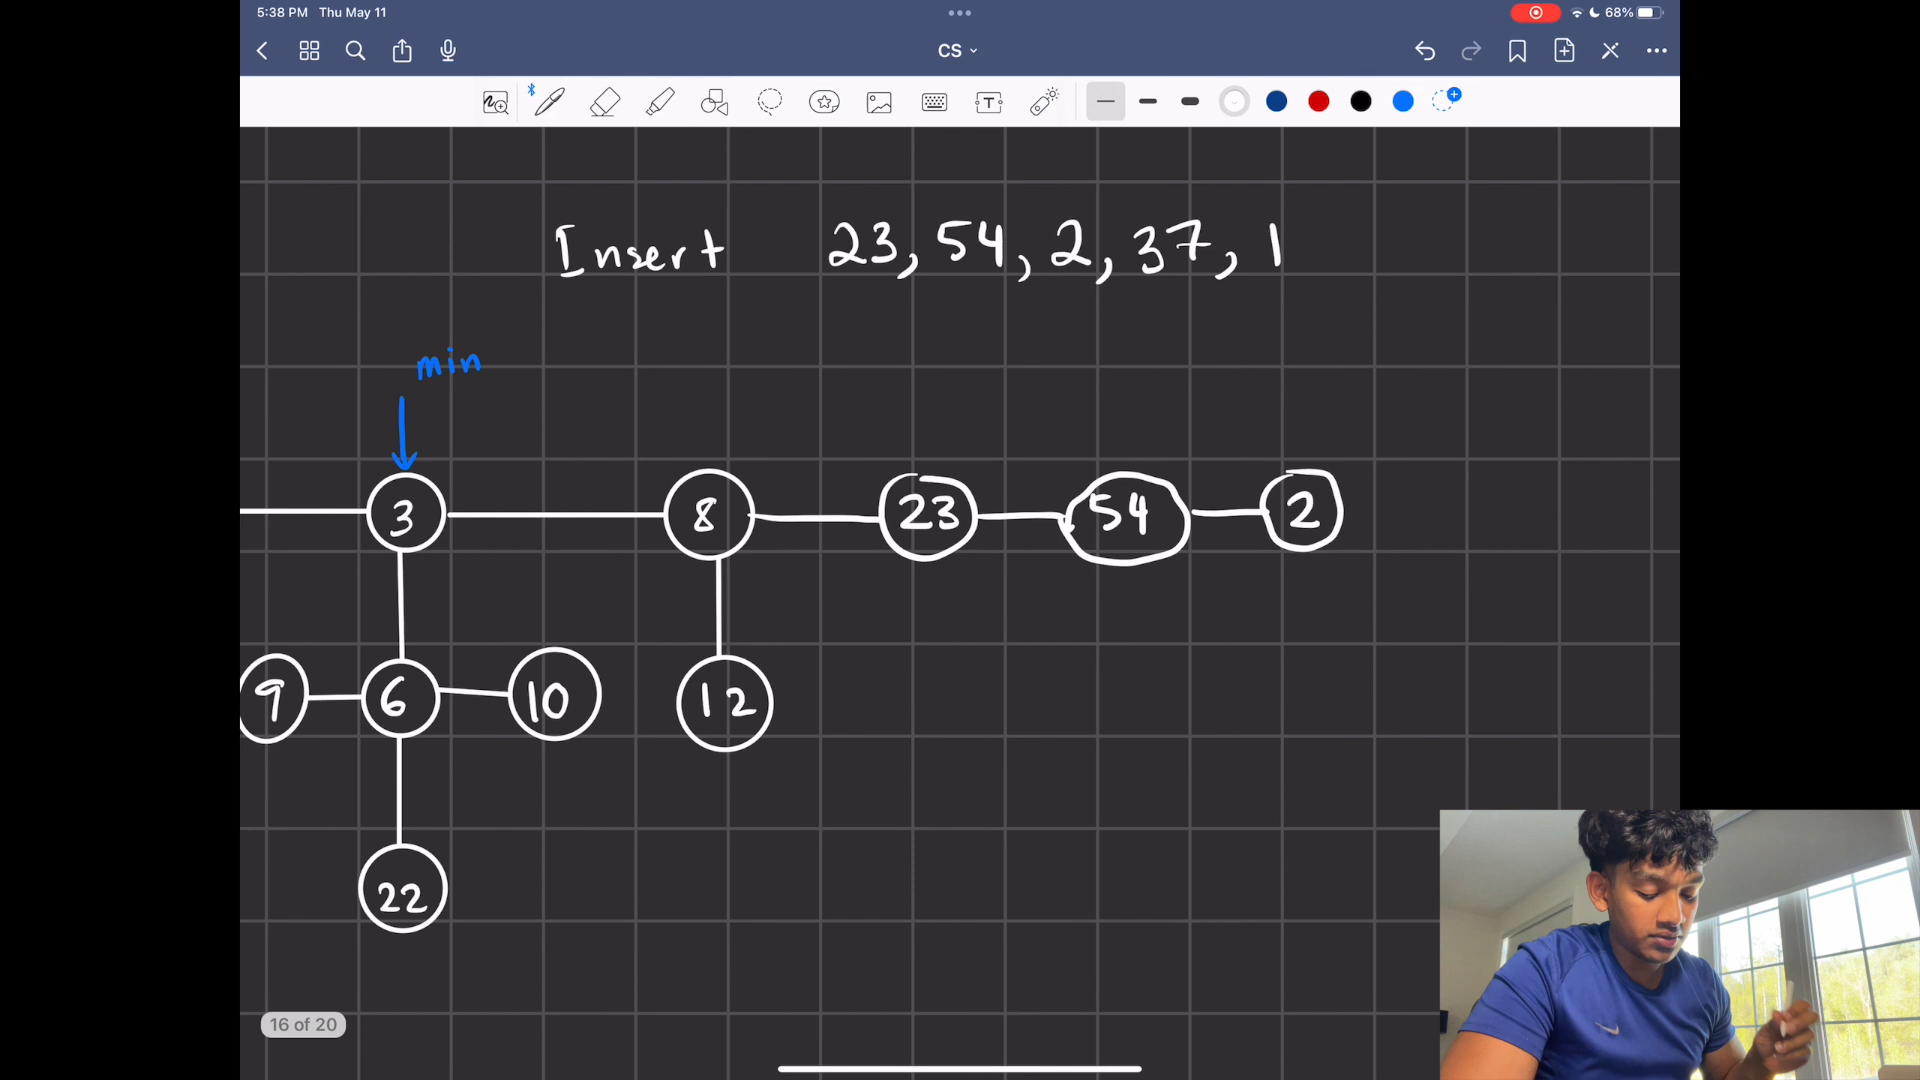 5:38 PM Thu May 11
68%
CS
T
Insert 23, 54, 2, 37, 1
min
3 8 23 54 2
9 6 10 12
22
16 of 20